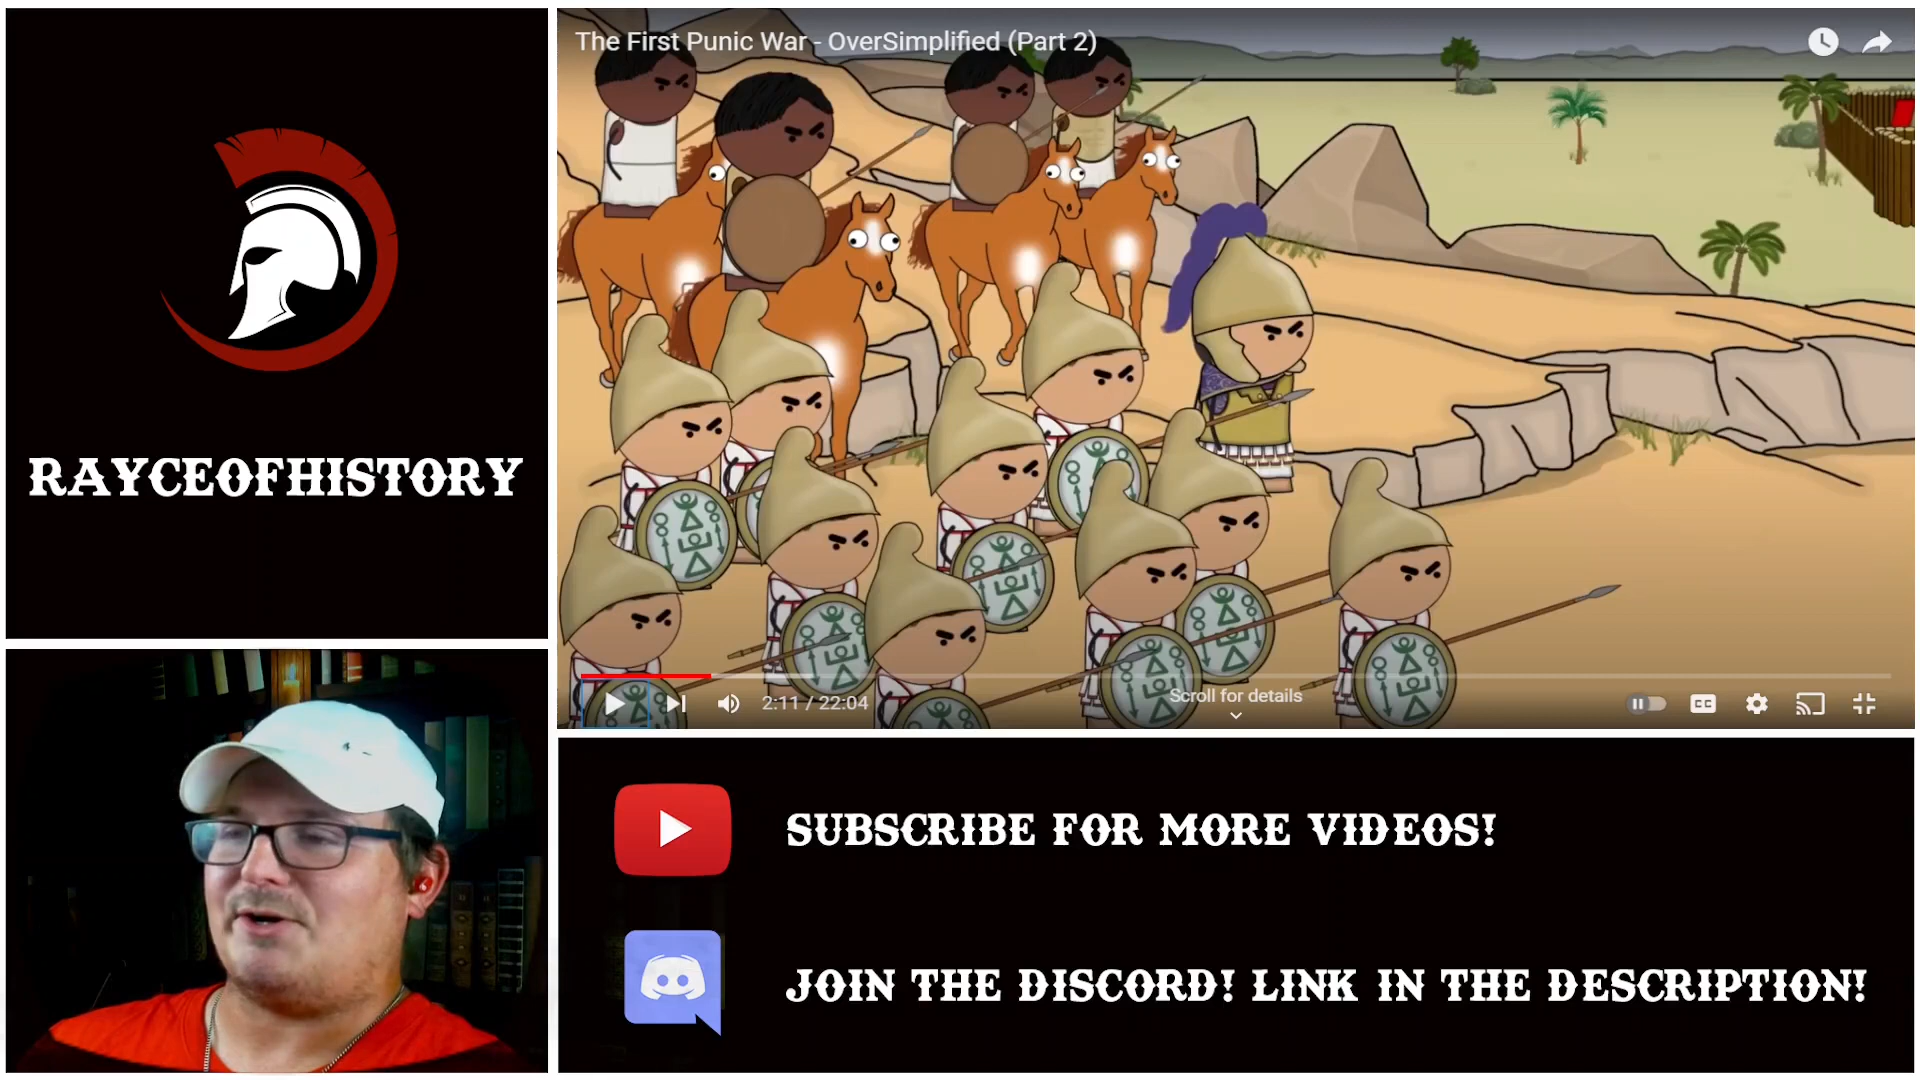 The First Punic War - OverSimplified (Part 2)
RAYCEOFHISTORY
2:11 / 22:04
Scroll for details
CC
SUBSCRIBE FOR MORE VIDEOS!
JOIN THE DISCORD! LINK IN THE DESCRIPTION!